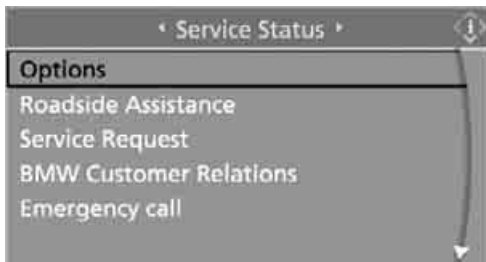 Service Status
Options
Roadside Assistance
Service Request
BMW Customer Relations
Emergency call